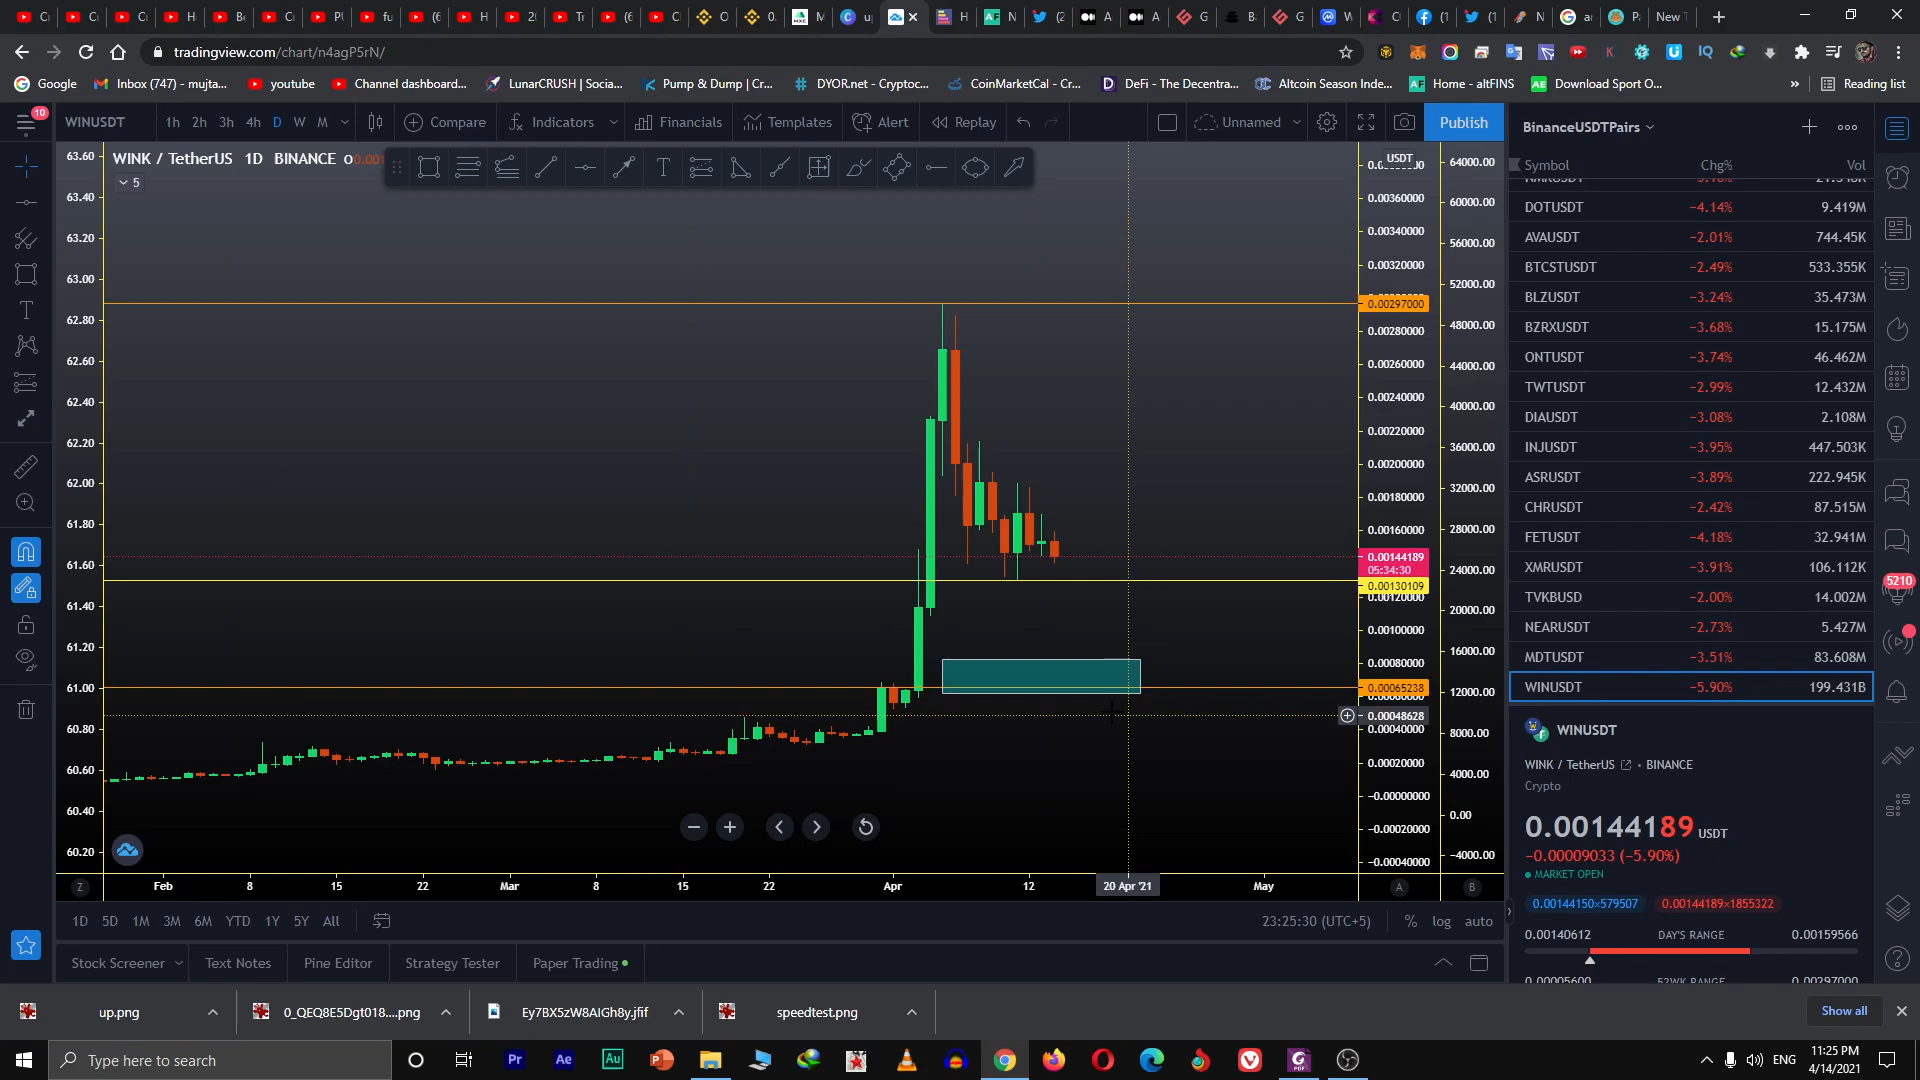 tradingview.com/chart/n4agP5rN/
Google Inbox (747) - mujta... youtube Channel dashboard... LunarCRUSH | Socia... Pump & Dump | Cr... DYOR.net - Cryptoc... CoinMarketCal - Cr... DeFi - The Decentra... Altcoin Season Inde... Home - altFINS Download Sport O... » Reading list
10 WINUSDT 1h 2h 3h 4h D W M Compare Indicators Financials Templates Alert Replay Unnamed Publish
BinanceUSDTPairs
WINK / TetherUS 1D BINANCE
5
Symbol Chg% Vol
DOTUSDT −4.14% 9.419M
AVAUSDT −2.01% 744.45K
BTCSTUSDT −2.49% 533.355K
BLZUSDT −3.24% 35.473M
BZRXUSDT −3.68% 15.175M
ONTUSDT −3.74% 46.462M
TWTUSDT −2.99% 12.432M
DIAUSDT −3.08% 2.108M
INJUSDT −3.95% 447.503K
ASRUSDT −3.89% 222.945K
CHRUSDT −2.42% 87.515M
FETUSDT −4.18% 32.941M
XMRUSDT −3.91% 106.112K
TVKBUSD −2.00% 14.002M
NEARUSDT −2.73% 5.427M
MDTUSDT −3.51% 83.608M
WINUSDT −5.90% 199.431B
WINUSDT
WINK / TetherUS • BINANCE
Crypto
0.00144189 USDT
−0.00009033 (−5.90%)
MARKET OPEN
0.00144150×579507 0.00144189×1855322
0.00140612 DAY'S RANGE 0.00159566
0.00005600 52WK RANGE 0.00297000
5210
63.60
63.40
63.20
63.00
62.80
62.60
62.40
62.20
62.00
61.80
61.60
61.40
61.20
61.00
60.80
60.60
60.40
60.20
USDT
0.00360000
0.00340000
0.00320000
0.00297000
0.00280000
0.00260000
0.00240000
0.00220000
0.00200000
0.00180000
0.00160000
0.00144189
05:34:30
0.00130109
0.00120000
0.00100000
0.00080000
0.00065238
0.00048628
0.00040000
0.00020000
−0.00000000
−0.00020000
−0.00040000
64000.00
60000.00
56000.00
52000.00
48000.00
44000.00
40000.00
36000.00
32000.00
28000.00
24000.00
20000.00
16000.00
12000.00
8000.00
4000.00
0.00
−4000.00
Z Feb 8 15 22 Mar 8 15 22 Apr 12 20 Apr '21 May A B
1D 5D 1M 3M 6M YTD 1Y 5Y All 23:25:30 (UTC+5) % log auto
Stock Screener Text Notes Pine Editor Strategy Tester Paper Trading
up.png 0_QEQ8E5Dgt018....png Ey7BX5zW8AIGh8y.jfif speedtest.png Show all
Type here to search Pr Ae Au ENG 11:25 PM
4/14/2021